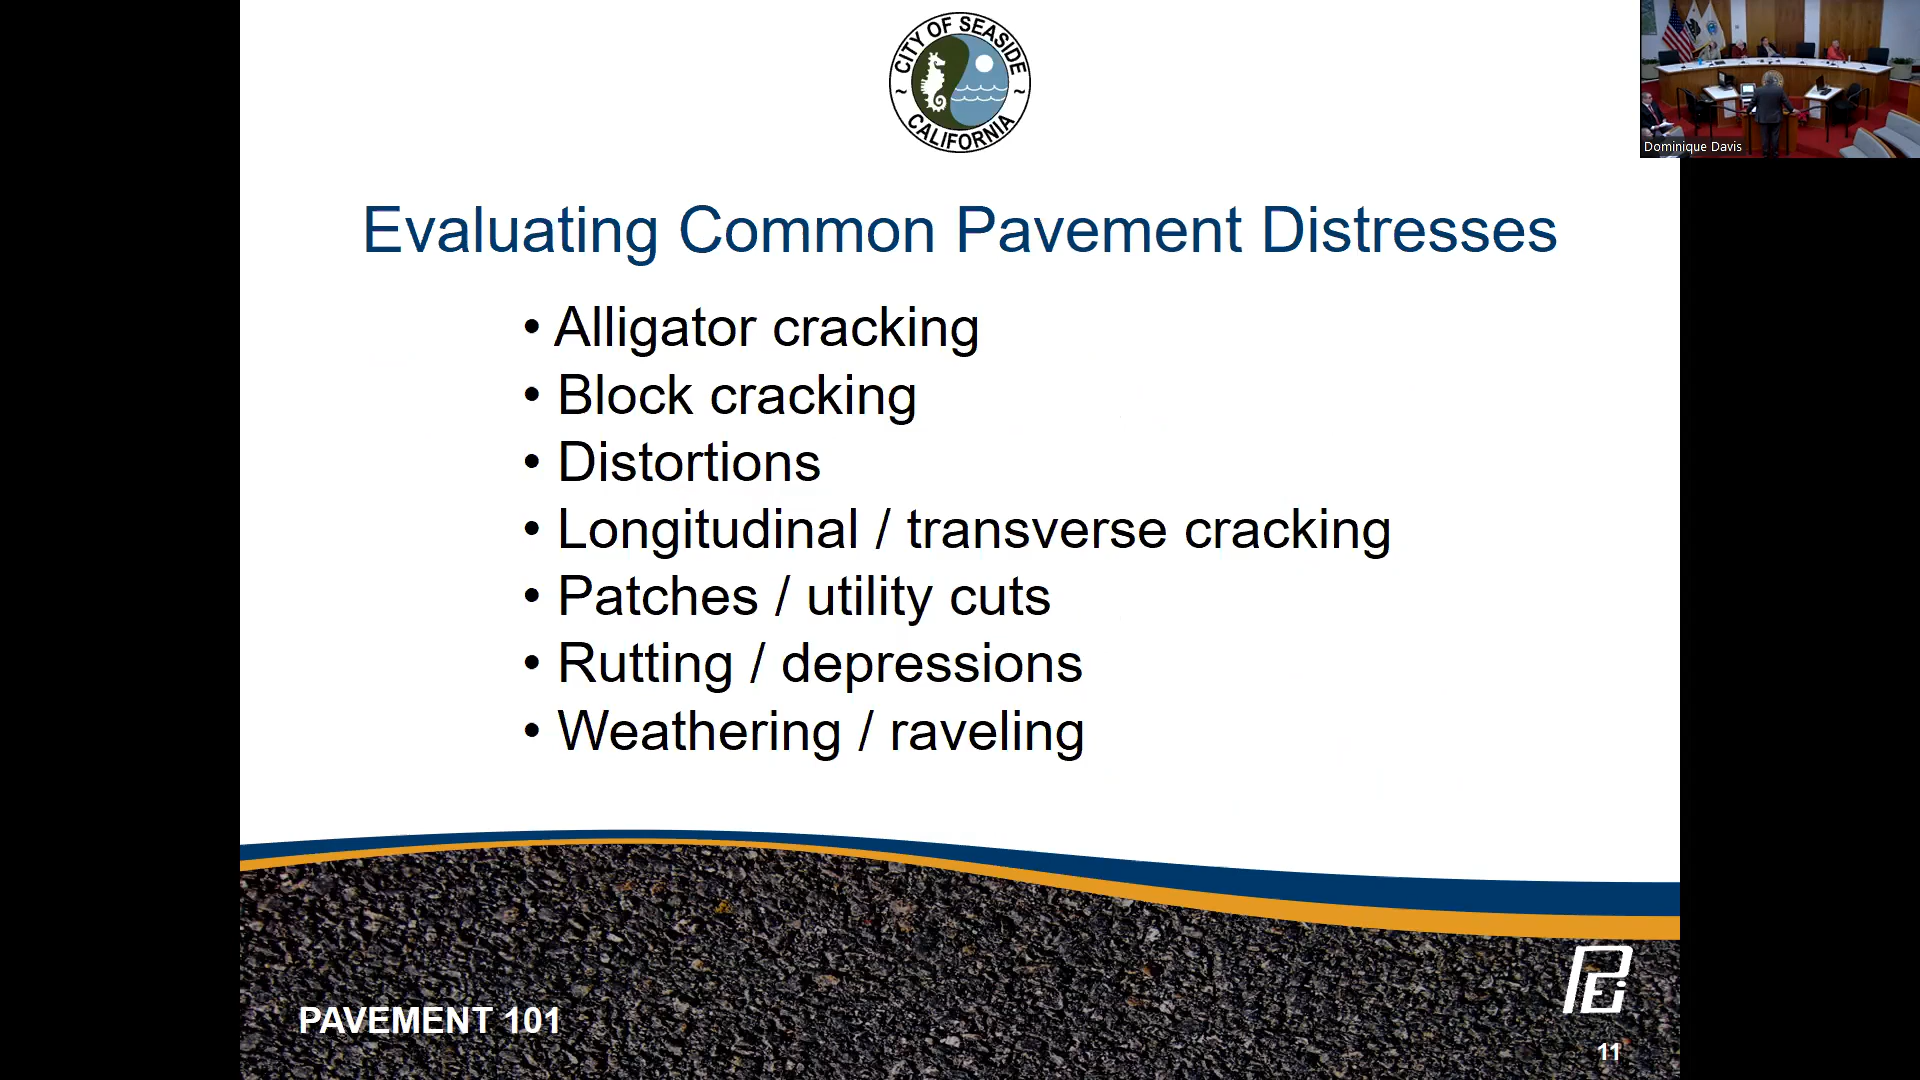 CITY OF SEASIDE
CALIFORNIA
Dominique Davis
Evaluating Common Pavement Distresses
• Alligator cracking
• Block cracking
• Distortions
• Longitudinal / transverse cracking
• Patches / utility cuts
• Rutting / depressions
• Weathering / raveling
PEi
PAVEMENT 101
11